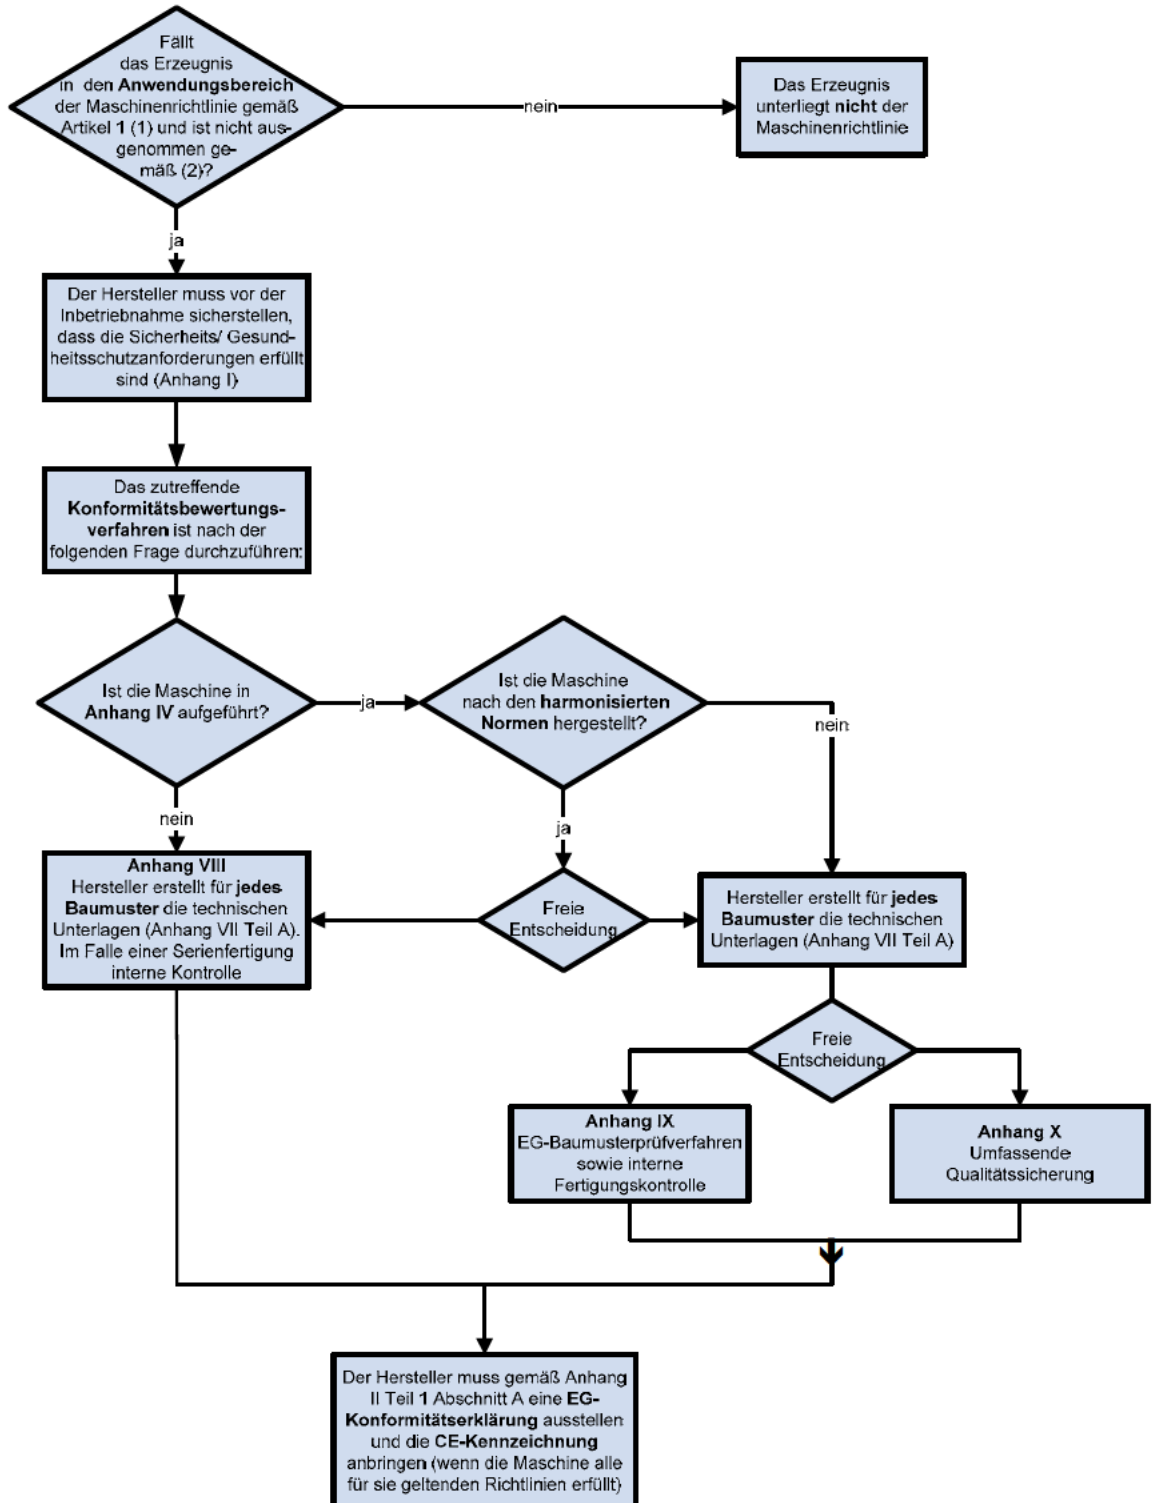 Fällt
das Erzeugnis
in den Anwendungsbereich
der Maschinenrichtlinie gemäß
Artikel 1 (1) und ist nicht aus-
genommen ge-
mäß (2)?
nein
Das Erzeugnis
unterliegt nicht der
Maschinenrichtlinie
ja
Der Hersteller muss vor der
Inbetriebnahme sicherstellen,
dass die Sicherheits/ Gesund-
heitsschutzanforderungen erfüllt
sind (Anhang I)
Das zutreffende
Konformitätsbewertungs-
verfahren ist nach der
folgenden Frage durchzuführen:
Ist die Maschine in
Anhang IV aufgeführt?
ja
Ist die Maschine
nach den harmonisierten
Normen hergestellt?
nein
nein
ja
Anhang VIII
Hersteller erstellt für jedes
Baumuster die technischen
Unterlagen (Anhang VII Teil A).
Im Falle einer Serienfertigung
interne Kontrolle
Freie
Entscheidung
Hersteller erstellt für jedes
Baumuster die technischen
Unterlagen (Anhang VII Teil A)
Freie
Entscheidung
Anhang IX
EG-Baumusterprüfverfahren
sowie interne
Fertigungskontrolle
Anhang X
Umfassende
Qualitätssicherung
Der Hersteller muss gemäß Anhang
II Teil 1 Abschnitt A eine EG-
Konformitätserklärung ausstellen
und die CE-Kennzeichnung
anbringen (wenn die Maschine alle
für sie geltenden Richtlinien erfüllt)